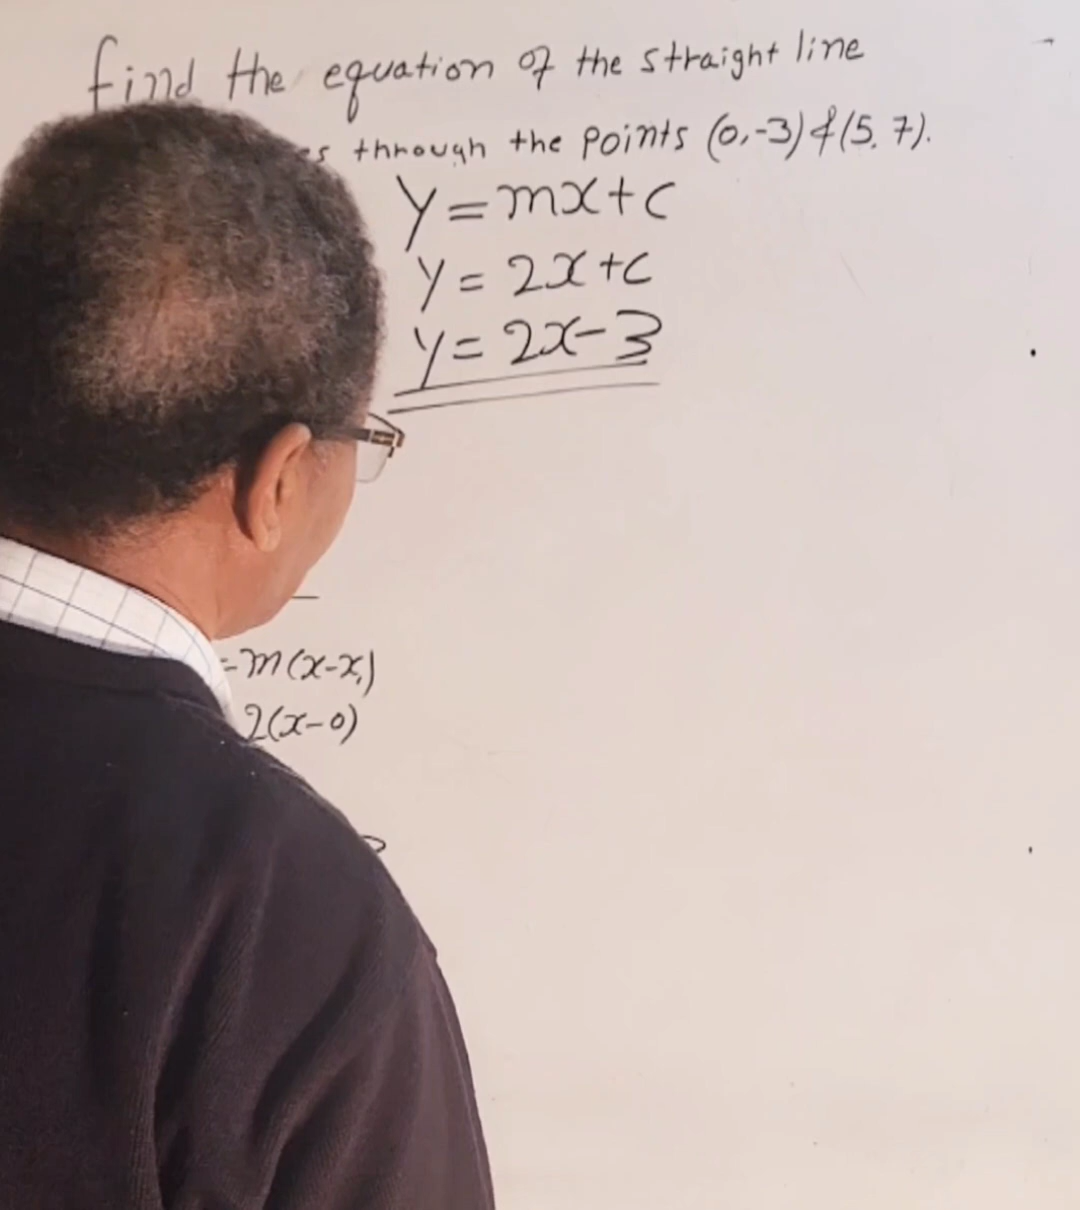 find the equation of the straight line
through the points (0,-3) & (5,7).
y = mx + c
y = 2x + c
y = 2x - 3
= m(x-x₁)
2(x-0)